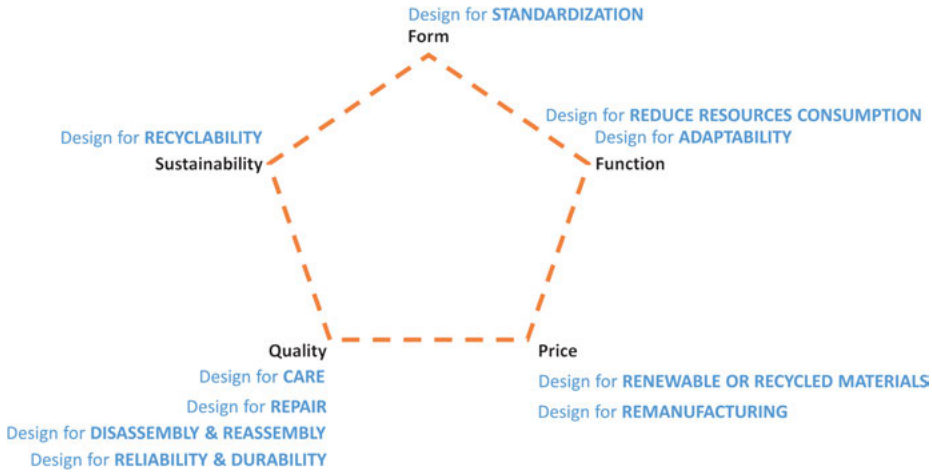 Design for STANDARDIZATION
Form
Design for REDUCE RESOURCES CONSUMPTION
Design for RECYCLABILITY
Design for ADAPTABILITY
Sustainability
Function
Quality
Price
Design for CARE
Design for RENEWABLE OR RECYCLED MATERIALS
Design for REPAIR
Design for REMANUFACTURING
Design for DISASSEMBLY & REASSEMBLY
Design for RELIABILITY & DURABILITY